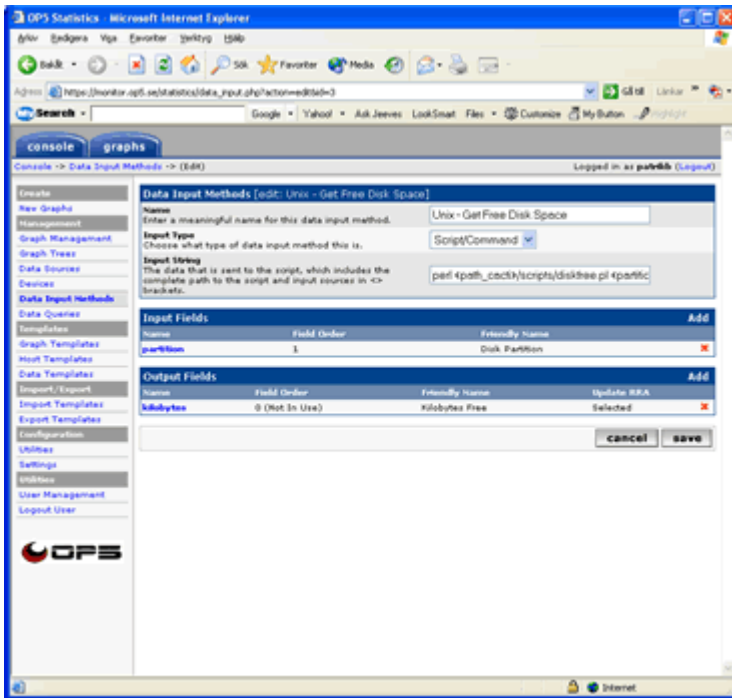 OP5 Statistics - Microsoft Internet Explorer
Arkiv Redigera Visa Favoriter Verktyg Hjälp
Bakåt Sök Favoriter Media
Adress https://monitor.op5.se/statistics/data_input.php?action=edit&id=3 Gå till Länkar
Search Google Yahoo! Ask Jeeves LookSmart Files Customize My Button Highlight
console graphs
Console -> Data Input Methods -> (Edit) Logged in as patrikb (Logout)
Create
New Graphs
Management
Graph Management
Graph Trees
Data Sources
Devices
Data Input Methods
Data Queries
Templates
Graph Templates
Host Templates
Data Templates
Import/Export
Import Templates
Export Templates
Configuration
Utilities
Settings
Utilities
User Management
Logout User
OP5
Data Input Methods [edit: Unix - Get Free Disk Space]
Name
Enter a meaningful name for this data input method.
Unix - Get Free Disk Space
Input Type
Choose what type of data input method this is.
Script/Command
Input String
The data that is sent to the script, which includes the
complete path to the script and input sources in <>
brackets.
perl <path_cacti>/scripts/diskfree.pl <partitic
Input Fields Add
Name Field Order Friendly Name
partition 1 Disk Partition
Output Fields Add
Name Field Order Friendly Name Update RRA
kilobytes 0 (Not In Use) Kilobytes Free Selected
cancel save
Internet